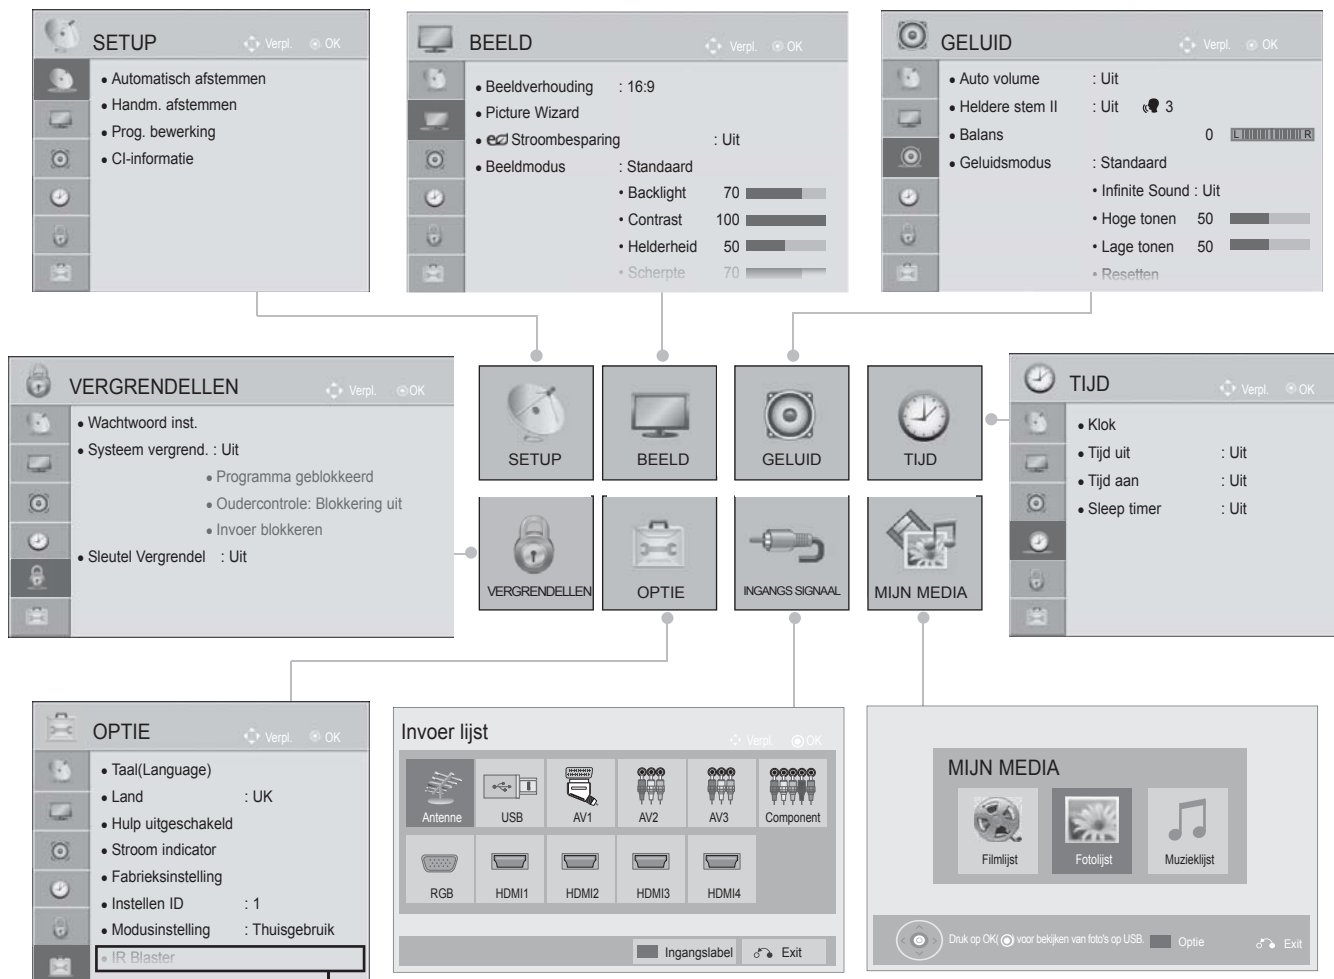 SETUP
Verpl. OK
• Automatisch afstemmen
• Handm. afstemmen
• Prog. bewerking
• CI-informatie
BEELD
Verpl. OK
• Beeldverhouding : 16:9
• Picture Wizard
• eco Stroombesparing : Uit
• Beeldmodus : Standaard
• Backlight 70
• Contrast 100
• Helderheid 50
• Scherpte 70
GELUID
Verpl. OK
• Auto volume : Uit
• Heldere stem II : Uit 3
• Balans 0 L R
• Geluidsmodus : Standaard
• Infinite Sound : Uit
• Hoge tonen 50
• Lage tonen 50
• Resetten
VERGRENDELLEN
Verpl. OK
• Wachtwoord inst.
• Systeem vergrend. : Uit
• Programma geblokkeerd
• Oudercontrole: Blokkering uit
• Invoer blokkeren
• Sleutel Vergrendel : Uit
SETUP
BEELD
GELUID
TIJD
VERGRENDELLEN
OPTIE
INGANGS SIGNAAL
MIJN MEDIA
TIJD
Verpl. OK
• Klok
• Tijd uit : Uit
• Tijd aan : Uit
• Sleep timer : Uit
OPTIE
Verpl. OK
• Taal(Language)
• Land : UK
• Hulp uitgeschakeld
• Stroom indicator
• Fabrieksinstelling
• Instellen ID : 1
• Modusinstelling : Thuisgebruik
• IR Blaster
Invoer lijst
Verpl. OK
Antenne USB AV1 AV2 AV3 Component
RGB HDMI1 HDMI2 HDMI3 HDMI4
Ingangslabel Exit
MIJN MEDIA
Filmlijst Fotolijst Muzieklijst
Druk op OK( ) voor bekijken van foto's op USB. Optie Exit